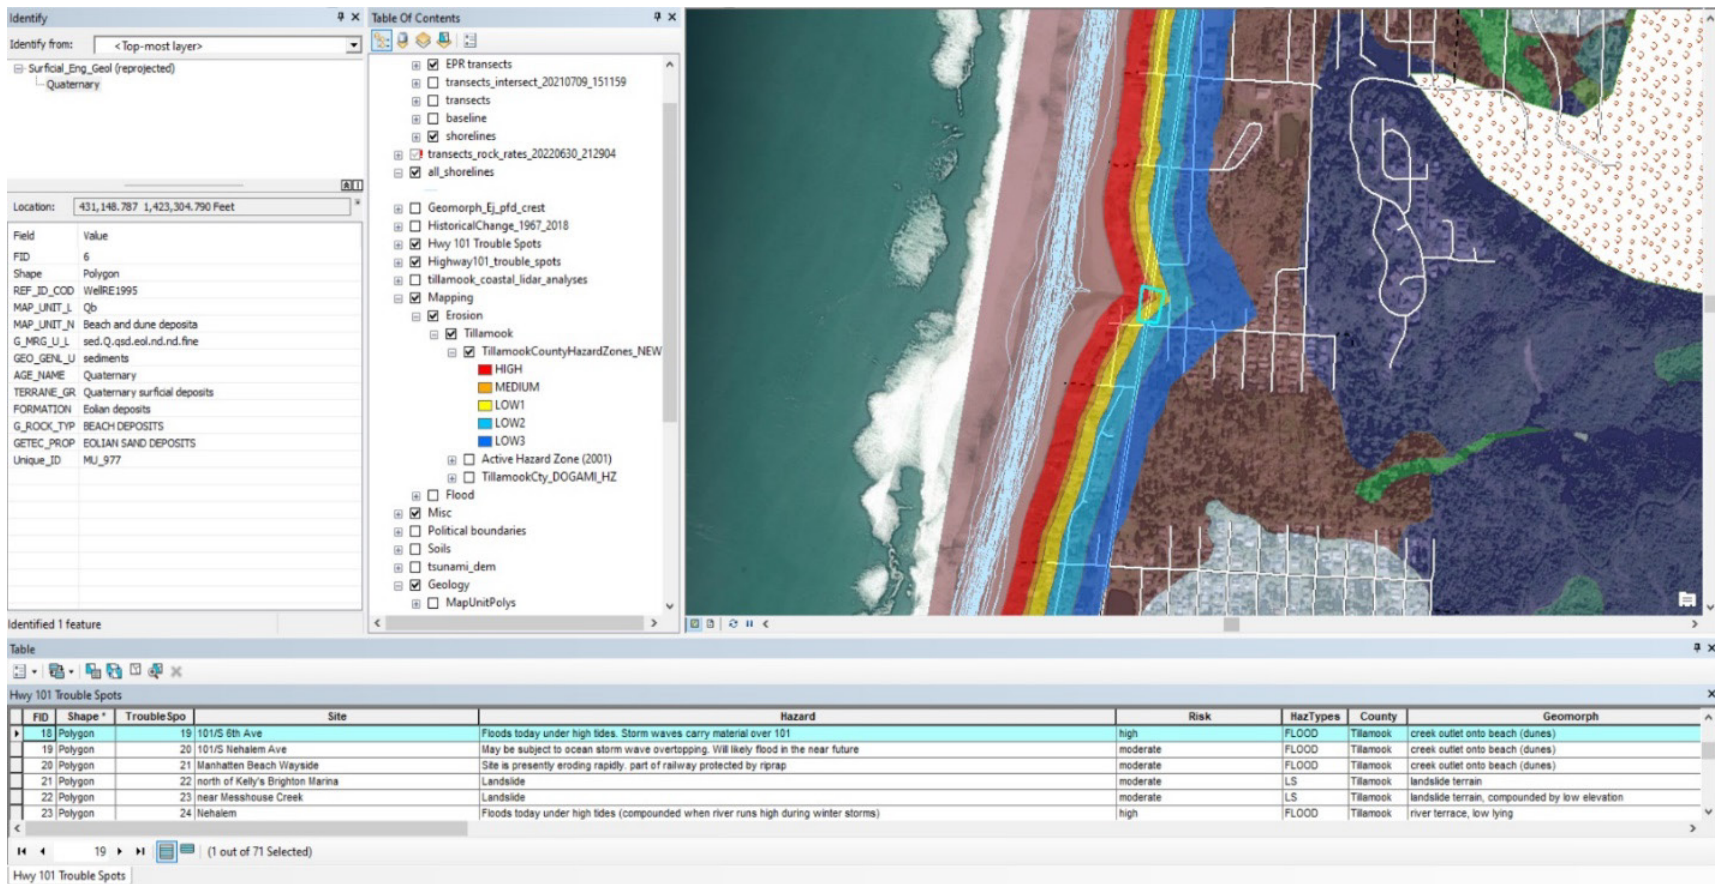 Identify
Identify from: <Top-most layer>
Surficial_Eng_Geol (reprojected)
Quaternary
Location: 431,148.787 1,423,304.790 Feet
Field Value
FID 6
Shape Polygon
REF_ID_COD WellRE1995
MAP_UNIT_L Qb
MAP_UNIT_N Beach and dune deposita
G_MRG_U_L sed.Q.qsd.eol.nd.nd.fine
GEO_GENL_U sediments
AGE_NAME Quaternary
TERRANE_GR Quaternary surficial deposits
FORMATION Eolian deposits
G_ROCK_TYP BEACH DEPOSITS
GETEC_PROP EOLIAN SAND DEPOSITS
Unique_ID MU_977
Identified 1 feature
Table Of Contents
EPR transects
transects_intersect_20210709_151159
transects
baseline
shorelines
transects_rock_rates_20220630_212904
all_shorelines
Geomorph_Ej_pfd_crest
HistoricalChange_1967_2018
Hwy 101 Trouble Spots
Highway101_trouble_spots
tillamook_coastal_lidar_analyses
Mapping
Erosion
Tillamook
TillamookCountyHazardZones_NEW
HIGH
MEDIUM
LOW1
LOW2
LOW3
Active Hazard Zone (2001)
TillamookCty_DOGAMI_HZ
Flood
Misc
Political boundaries
Soils
tsunami_dem
Geology
MapUnitPolys
Table
Hwy 101 Trouble Spots
FID Shape * TroubleSpo Site Hazard Risk HazTypes County Geomorph
18 Polygon 19 101/S 6th Ave Floods today under high tides. Storm waves carry material over 101 high FLOOD Tillamook creek outlet onto beach (dunes)
19 Polygon 20 101/S Nehalem Ave May be subject to ocean storm wave overtopping. Will likely flood in the near future moderate FLOOD Tillamook creek outlet onto beach (dunes)
20 Polygon 21 Manhatten Beach Wayside Site is presently eroding rapidly. part of railway protected by riprap moderate FLOOD Tillamook creek outlet onto beach (dunes)
21 Polygon 22 north of Kelly's Brighton Marina Landslide moderate LS Tillamook landslide terrain
22 Polygon 23 near Messhouse Creek Landslide moderate LS Tillamook landslide terrain, compounded by low elevation
23 Polygon 24 Nehalem Floods today under high tides (compounded when river runs high during winter storms) high FLOOD Tillamook river terrace, low lying
19 (1 out of 71 Selected)
Hwy 101 Trouble Spots